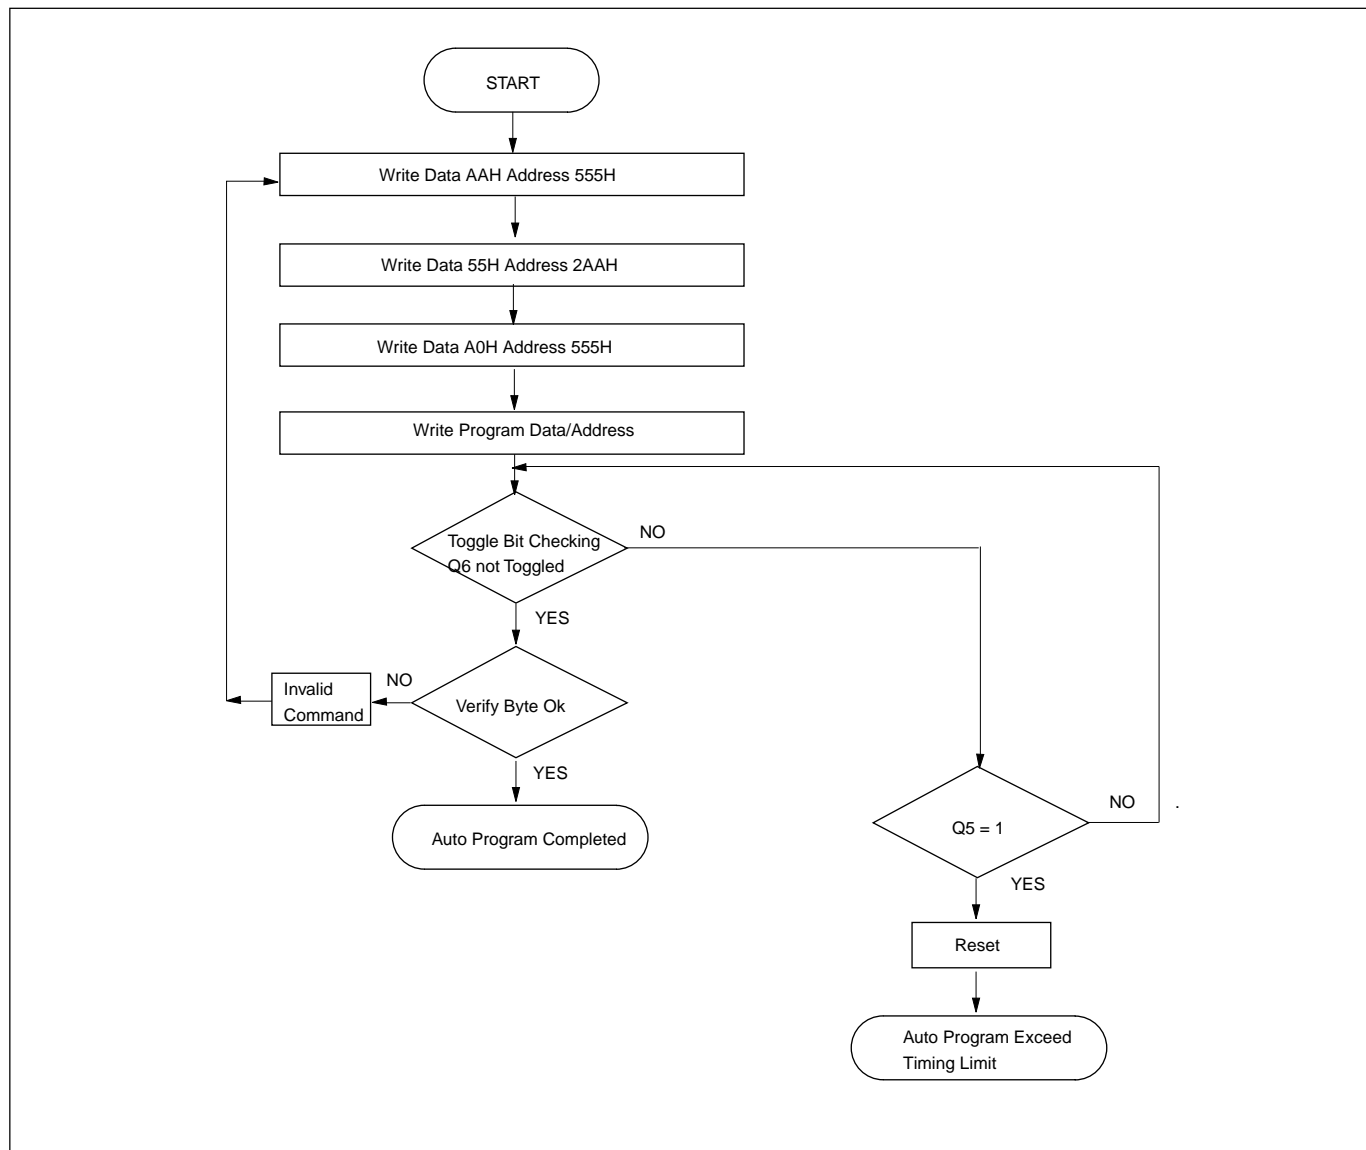 START
Write Data AAH Address 555H
Write Data 55H Address 2AAH
Write Data A0H Address 555H
Write Program Data/Address
Toggle Bit Checking
Q6 not Toggled
NO
YES
Invalid
Command
NO
Verify Byte Ok
YES
Auto Program Completed
Q5 = 1
NO
.
YES
Reset
Auto Program Exceed
Timing Limit